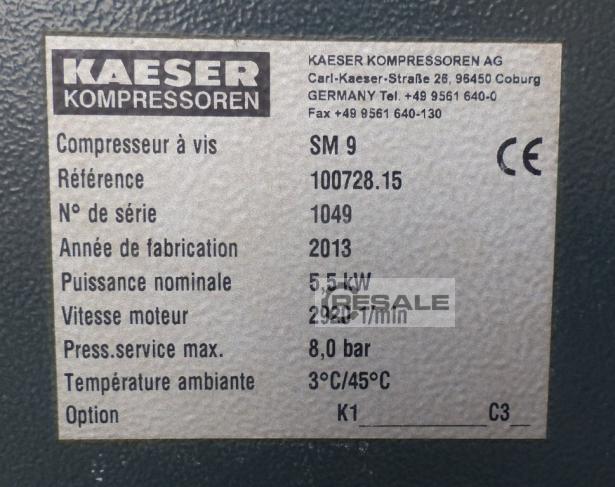 KAESER
KOMPRESSOREN
KAESER KOMPRESSOREN AG
Carl-Kaeser-Straße 26, 96450 Coburg
GERMANY Tel. +49 9561 640-0
Fax +49 9561 640-130
CE
Compresseur à vis SM 9
Référence 100728.15
N° de série 1049
Année de fabrication 2013
Puissance nominale 5,5 kW
RESALE
Vitesse moteur 2920 1/min
Press.service max. 8,0 bar
Température ambiante 3°C/45°C
Option K1__________C3__